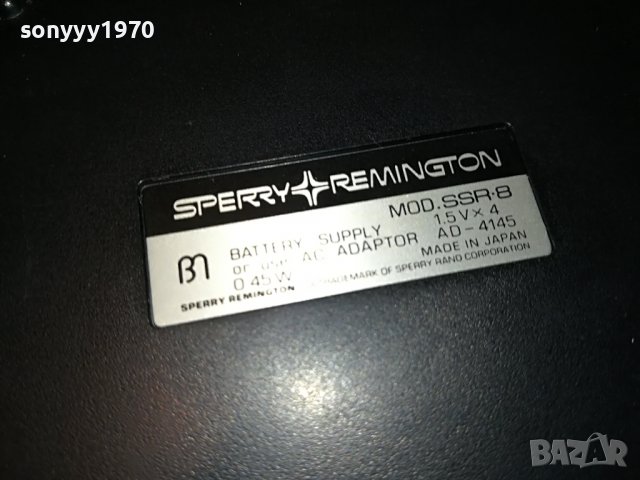 sonyyy1970
SPERRY REMINGTON
MOD. SSR-8
BATTERY SUPPLY 1.5V × 4
or use AC ADAPTOR AD-4145
0.45W MADE IN JAPAN
SPERRY REMINGTON TRADEMARK OF SPERRY RAND CORPORATION
BAZAR